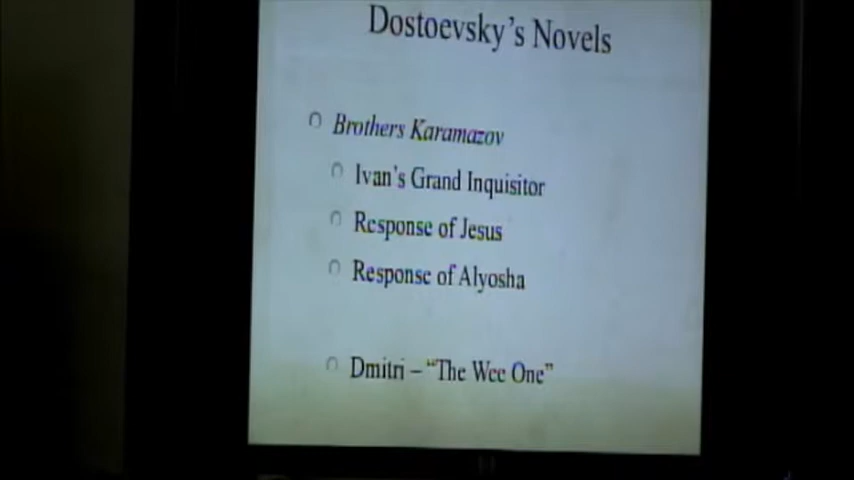 Dostoevsky's Novels
Brothers Karamazov
Ivan's Grand Inquisitor
Response of Jesus
Response of Alyosha
Dmitri – “The Wee One”